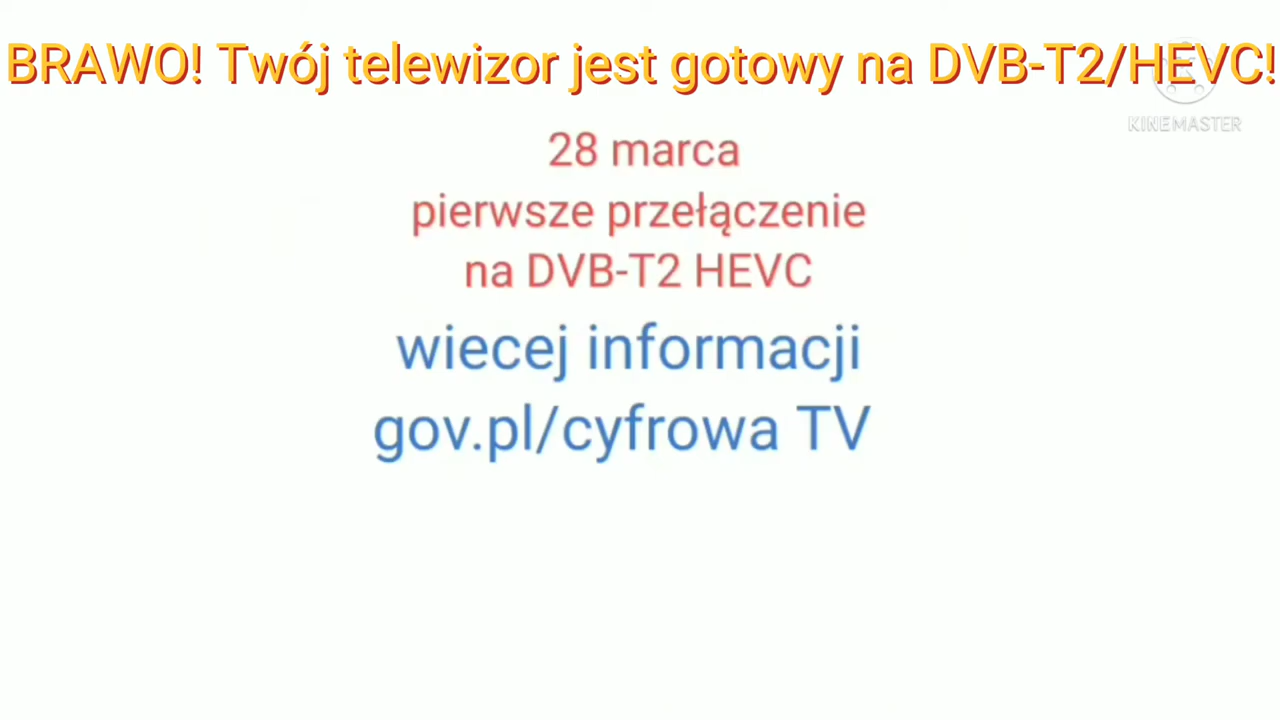 BRAWO! Twój telewizor jest gotowy na DVB-T2/HEVC!
KINEMASTER
28 marca
pierwsze przełączenie
na DVB-T2 HEVC
wiecej informacji
gov.pl/cyfrowa TV